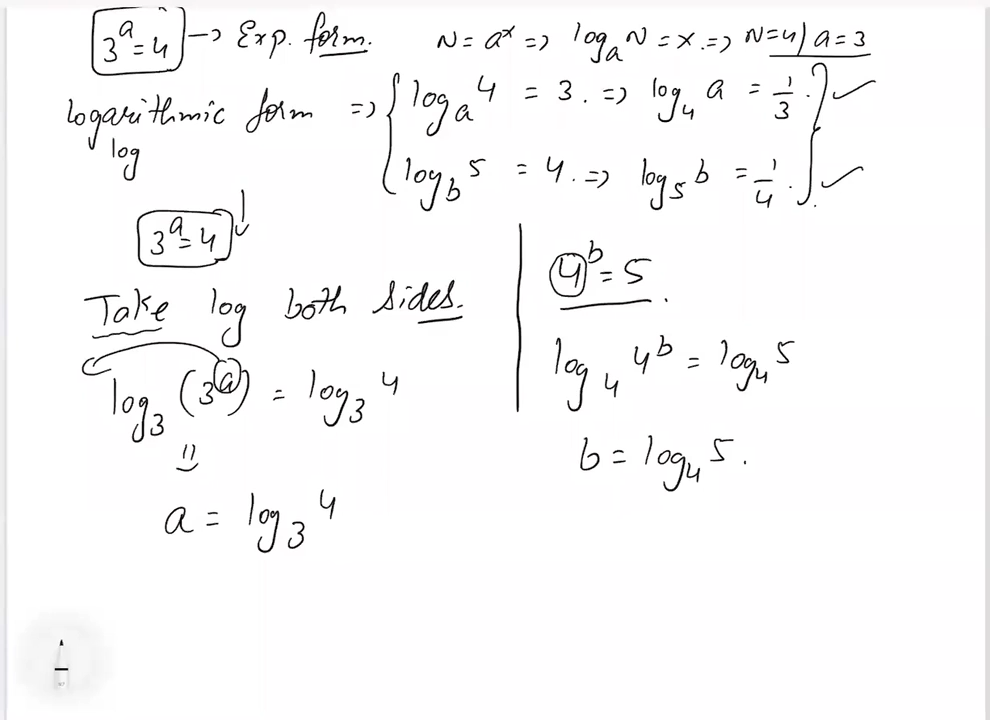 3^a = 4 → Exp. form. N = a^x ⇒ log_a N = x. ⇒ N=4, a=3
logarithmic form ⇒ { log_a 4 = 3. ⇒ log_4 a = 1/3. } ✓
log { log_b 5 = 4. ⇒ log_5 b = 1/4. } ✓
3^a = 4
Take log both sides.
log_3 (3^a) = log_3 4
=
a = log_3 4
4^b = 5.
log_4 4^b = log_4 5
b = log_4 5.